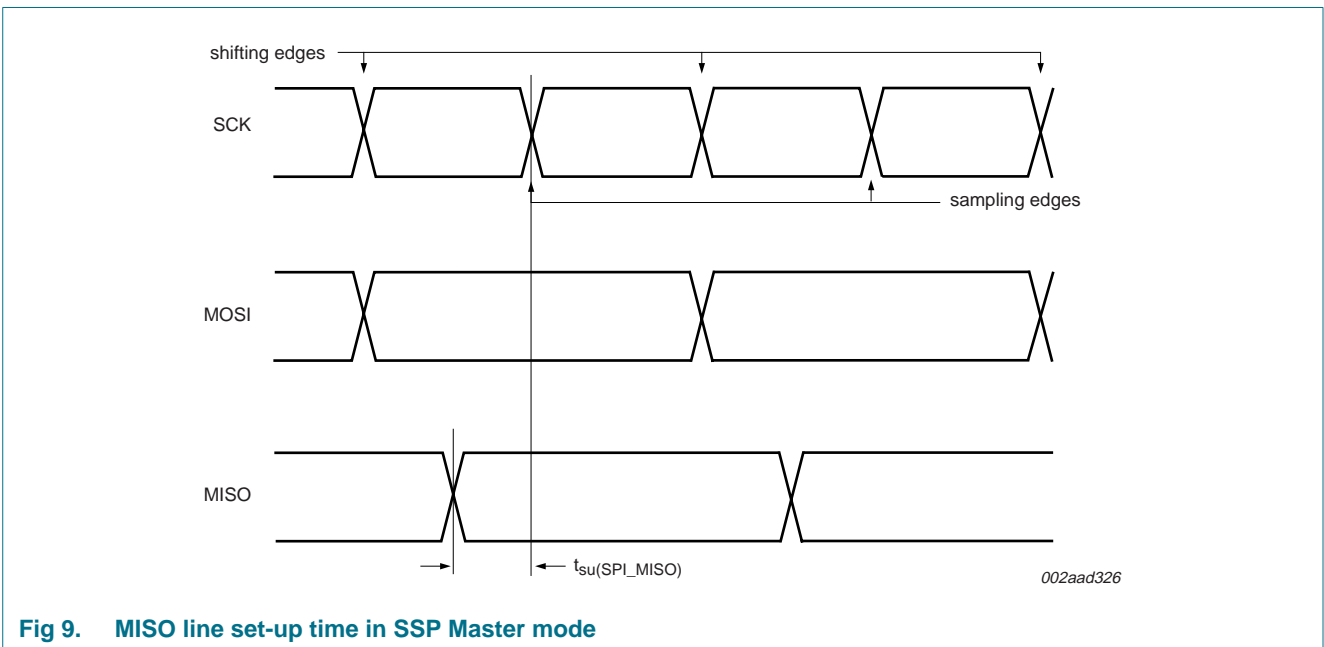 shifting edges
SCK
sampling edges
MOSI
MISO
tsu(SPI_MISO)
002aad326
Fig 9. MISO line set-up time in SSP Master mode